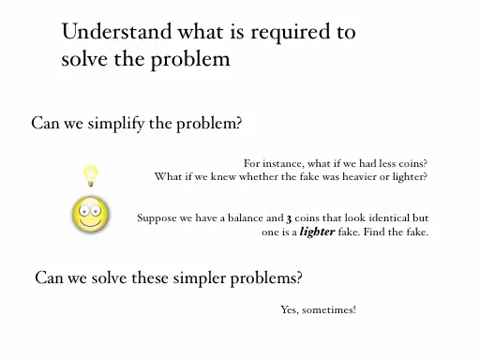 Understand what is required to
solve the problem
Can we simplify the problem?
For instance, what if we had less coins?
What if we knew whether the fake was heavier or lighter?
Suppose we have a balance and 3 coins that look identical but
one is a lighter fake. Find the fake.
Can we solve these simpler problems?
Yes, sometimes!